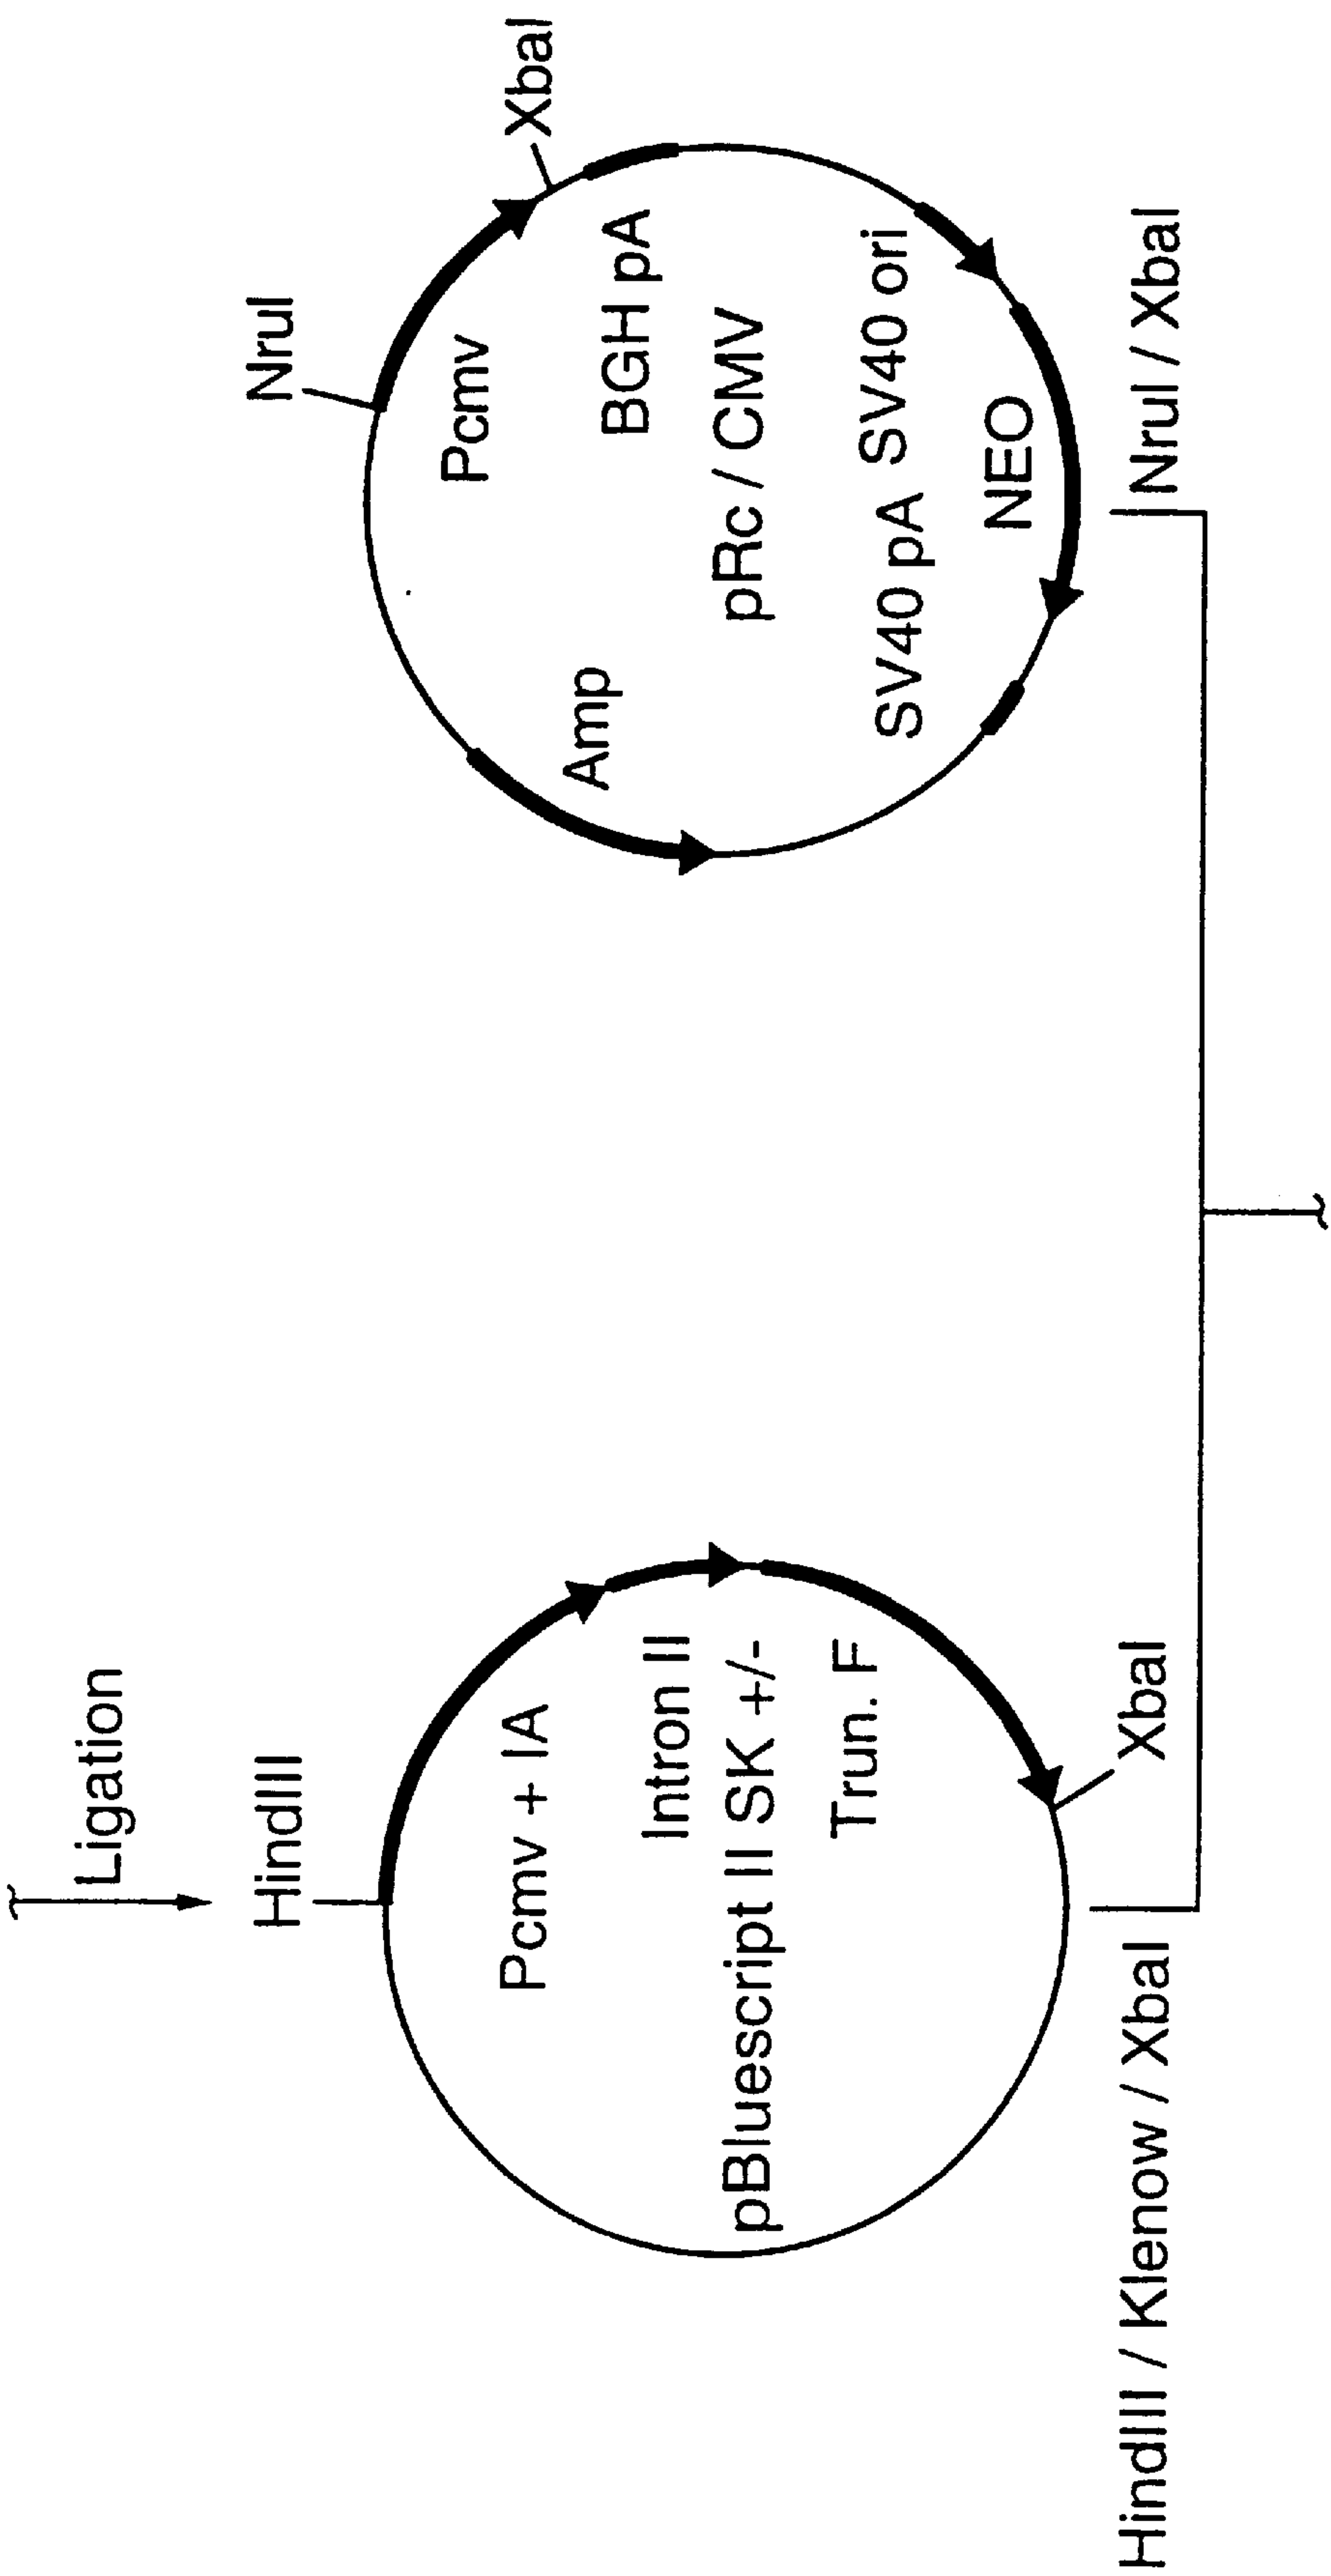 Ligation
HindIII
Pcmv + IA
Intron II
pBluescript II SK +/-
Trun. F
XbaI
HindIII / Klenow / XbaI
NruI
XbaI
Pcmv
BGH pA
Amp
pRc / CMV
SV40 pA
SV40 ori
NEO
NruI / XbaI